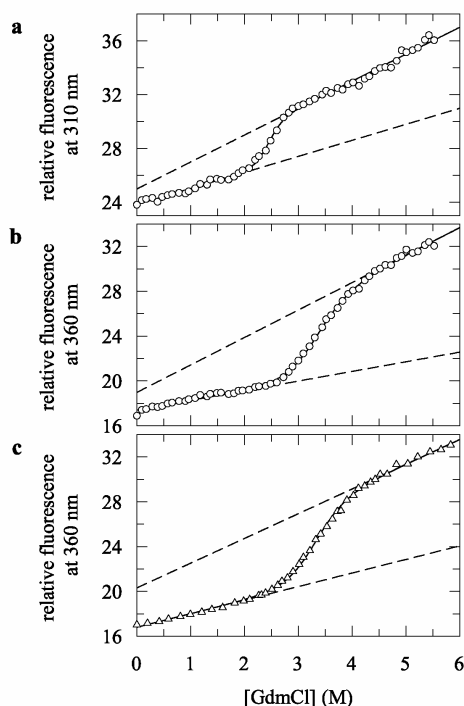 a
relative fluorescence
at 310 nm
36
32
28
24
b
relative fluorescence
at 360 nm
32
28
24
20
16
c
relative fluorescence
at 360 nm
32
28
24
20
16
0 1 2 3 4 5 6
[GdmCl] (M)